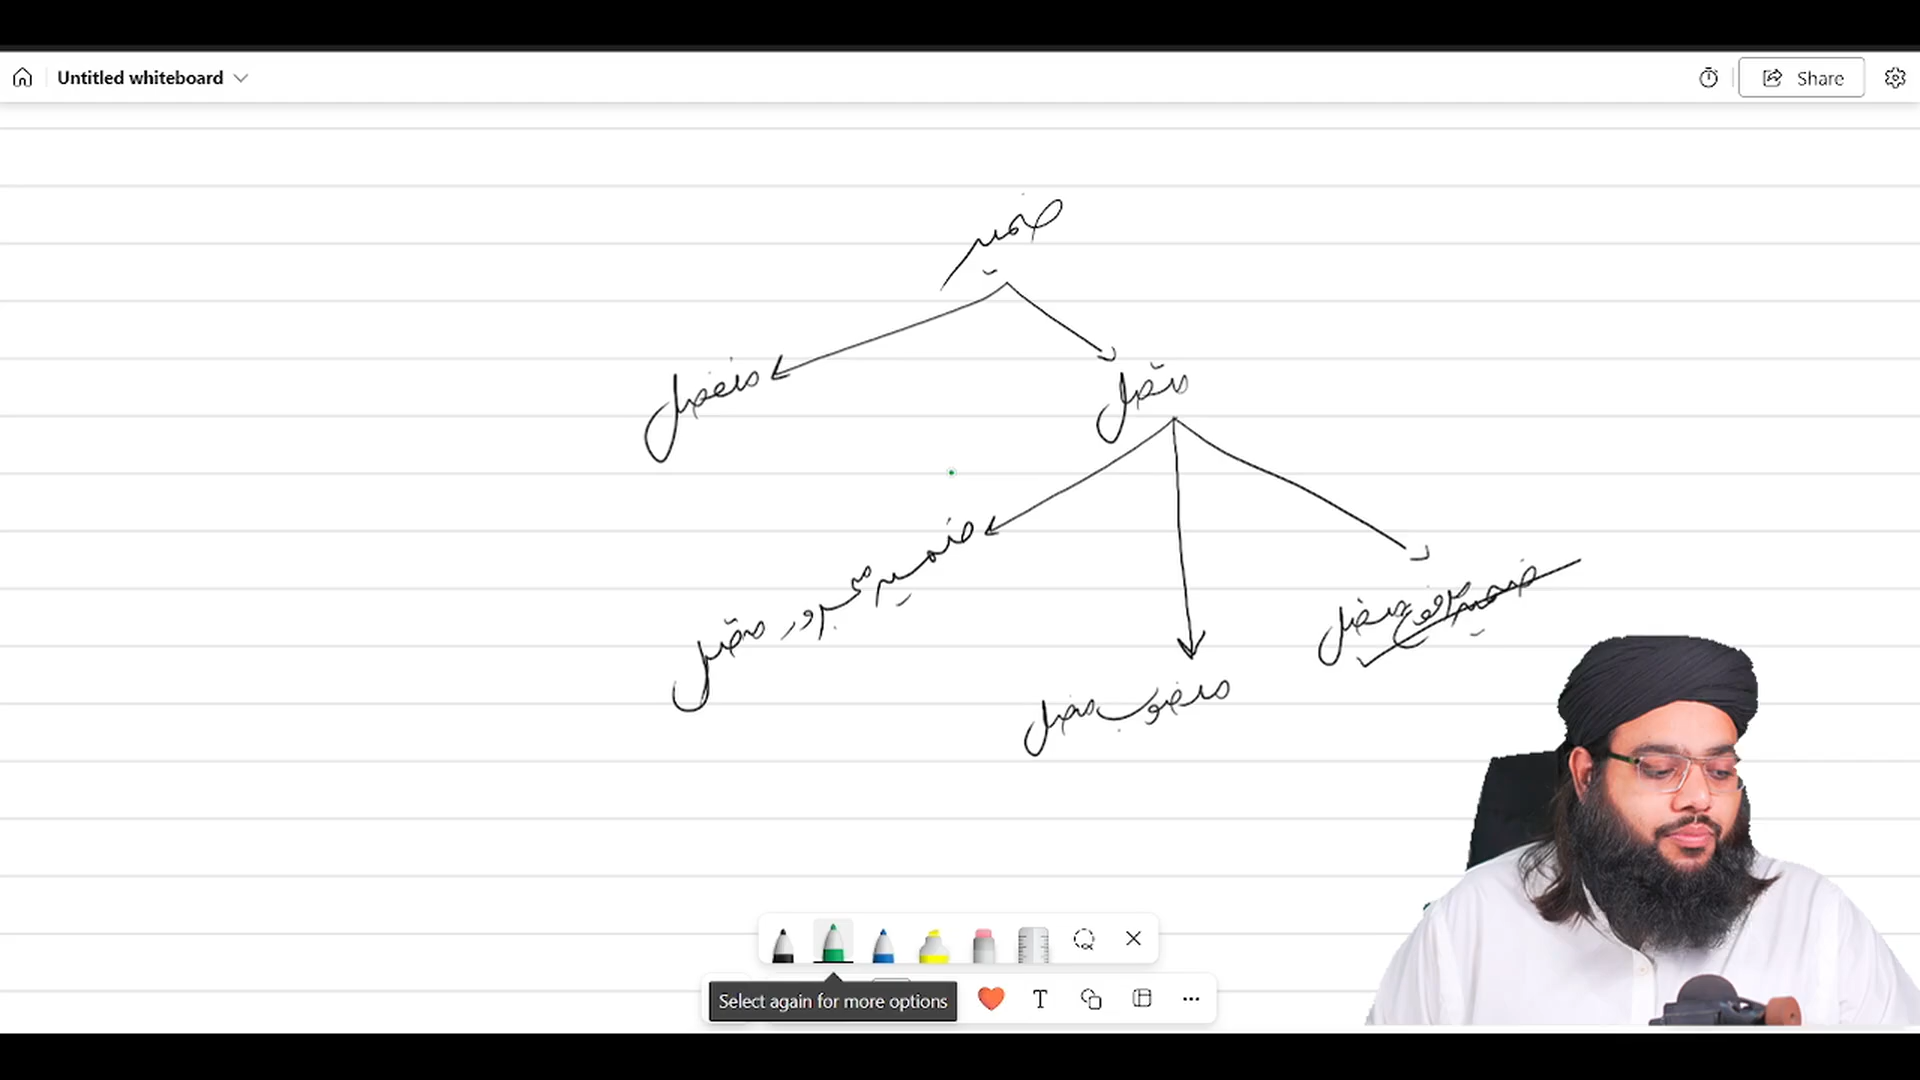 Untitled whiteboard
Share
ضمیر
متصل
منفصل
ضمیر مرفوع متصل
ضمیر مجرور متصل
منصوب متصل
Select again for more options
T